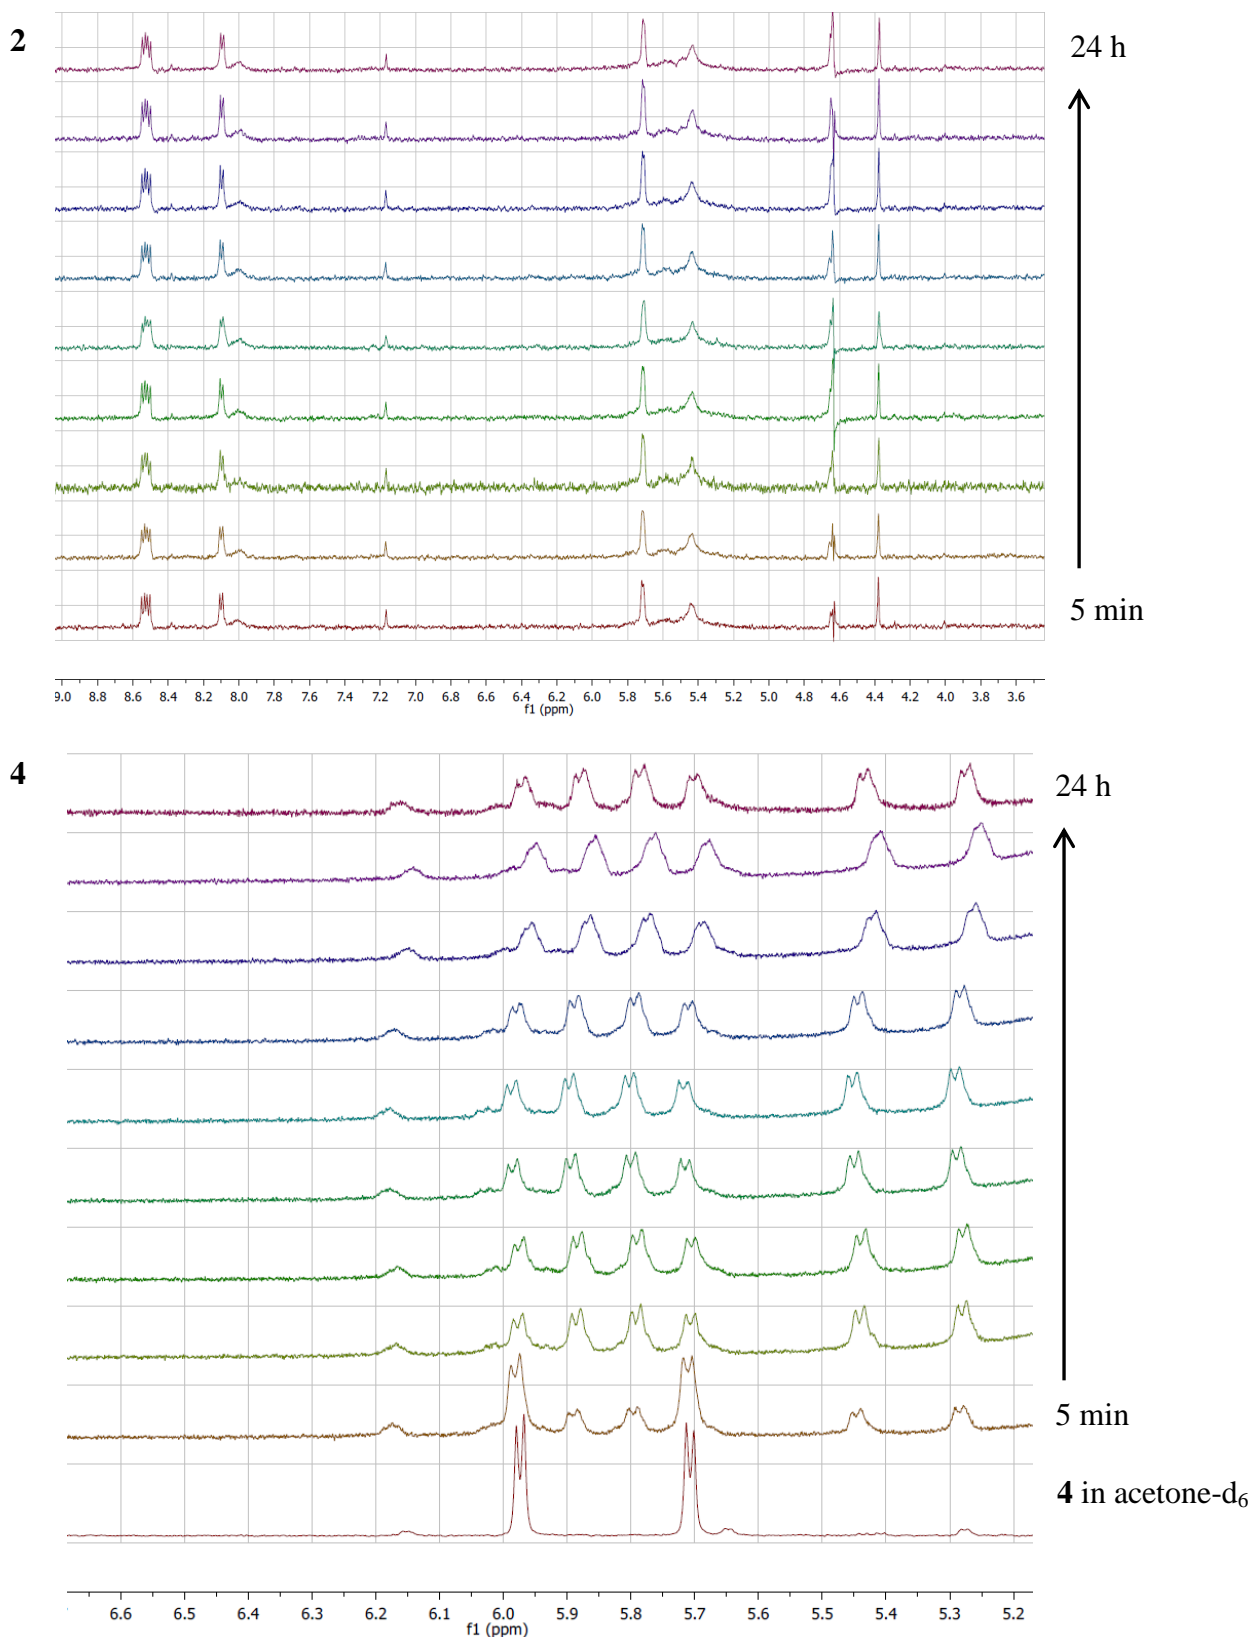 2
24 h
5 min
9.0 8.8 8.6 8.4 8.2 8.0 7.8 7.6 7.4 7.2 7.0 6.8 6.6 6.4 6.2 6.0 5.8 5.6 5.4 5.2 5.0 4.8 4.6 4.4 4.2 4.0 3.8 3.6
f1 (ppm)
4
24 h
5 min
4 in acetone-d6
6.6 6.5 6.4 6.3 6.2 6.1 6.0 5.9 5.8 5.7 5.6 5.5 5.4 5.3 5.2
f1 (ppm)